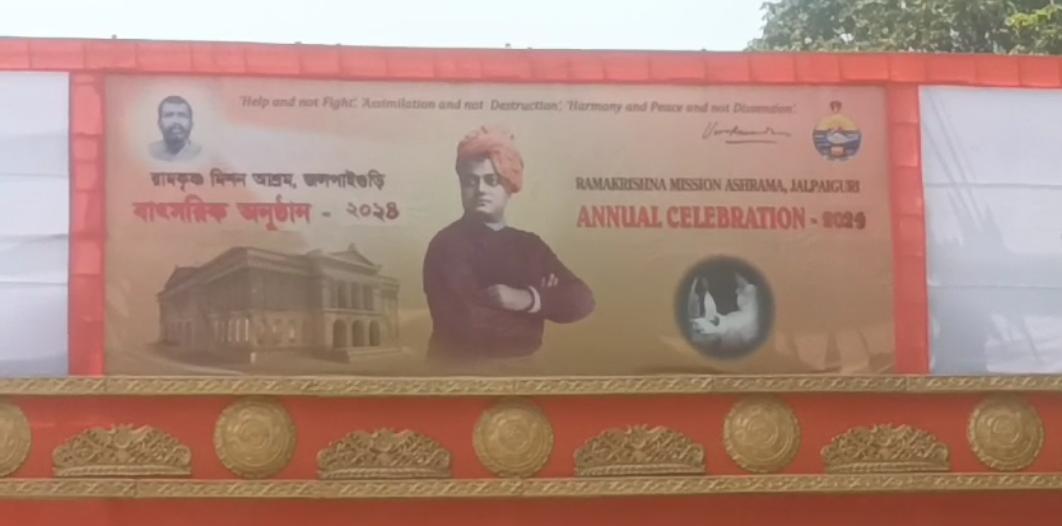 'Help and not Fight'. 'Assimilation and not Destruction'. 'Harmony and Peace and not Dissension'.
রামকৃষ্ণ মিশন আশ্রম, জলপাইগুড়ি
বাৎসরিক অনুষ্ঠান - ২০২৪
RAMAKRISHNA MISSION ASHRAMA, JALPAIGURI
ANNUAL CELEBRATION - 2024